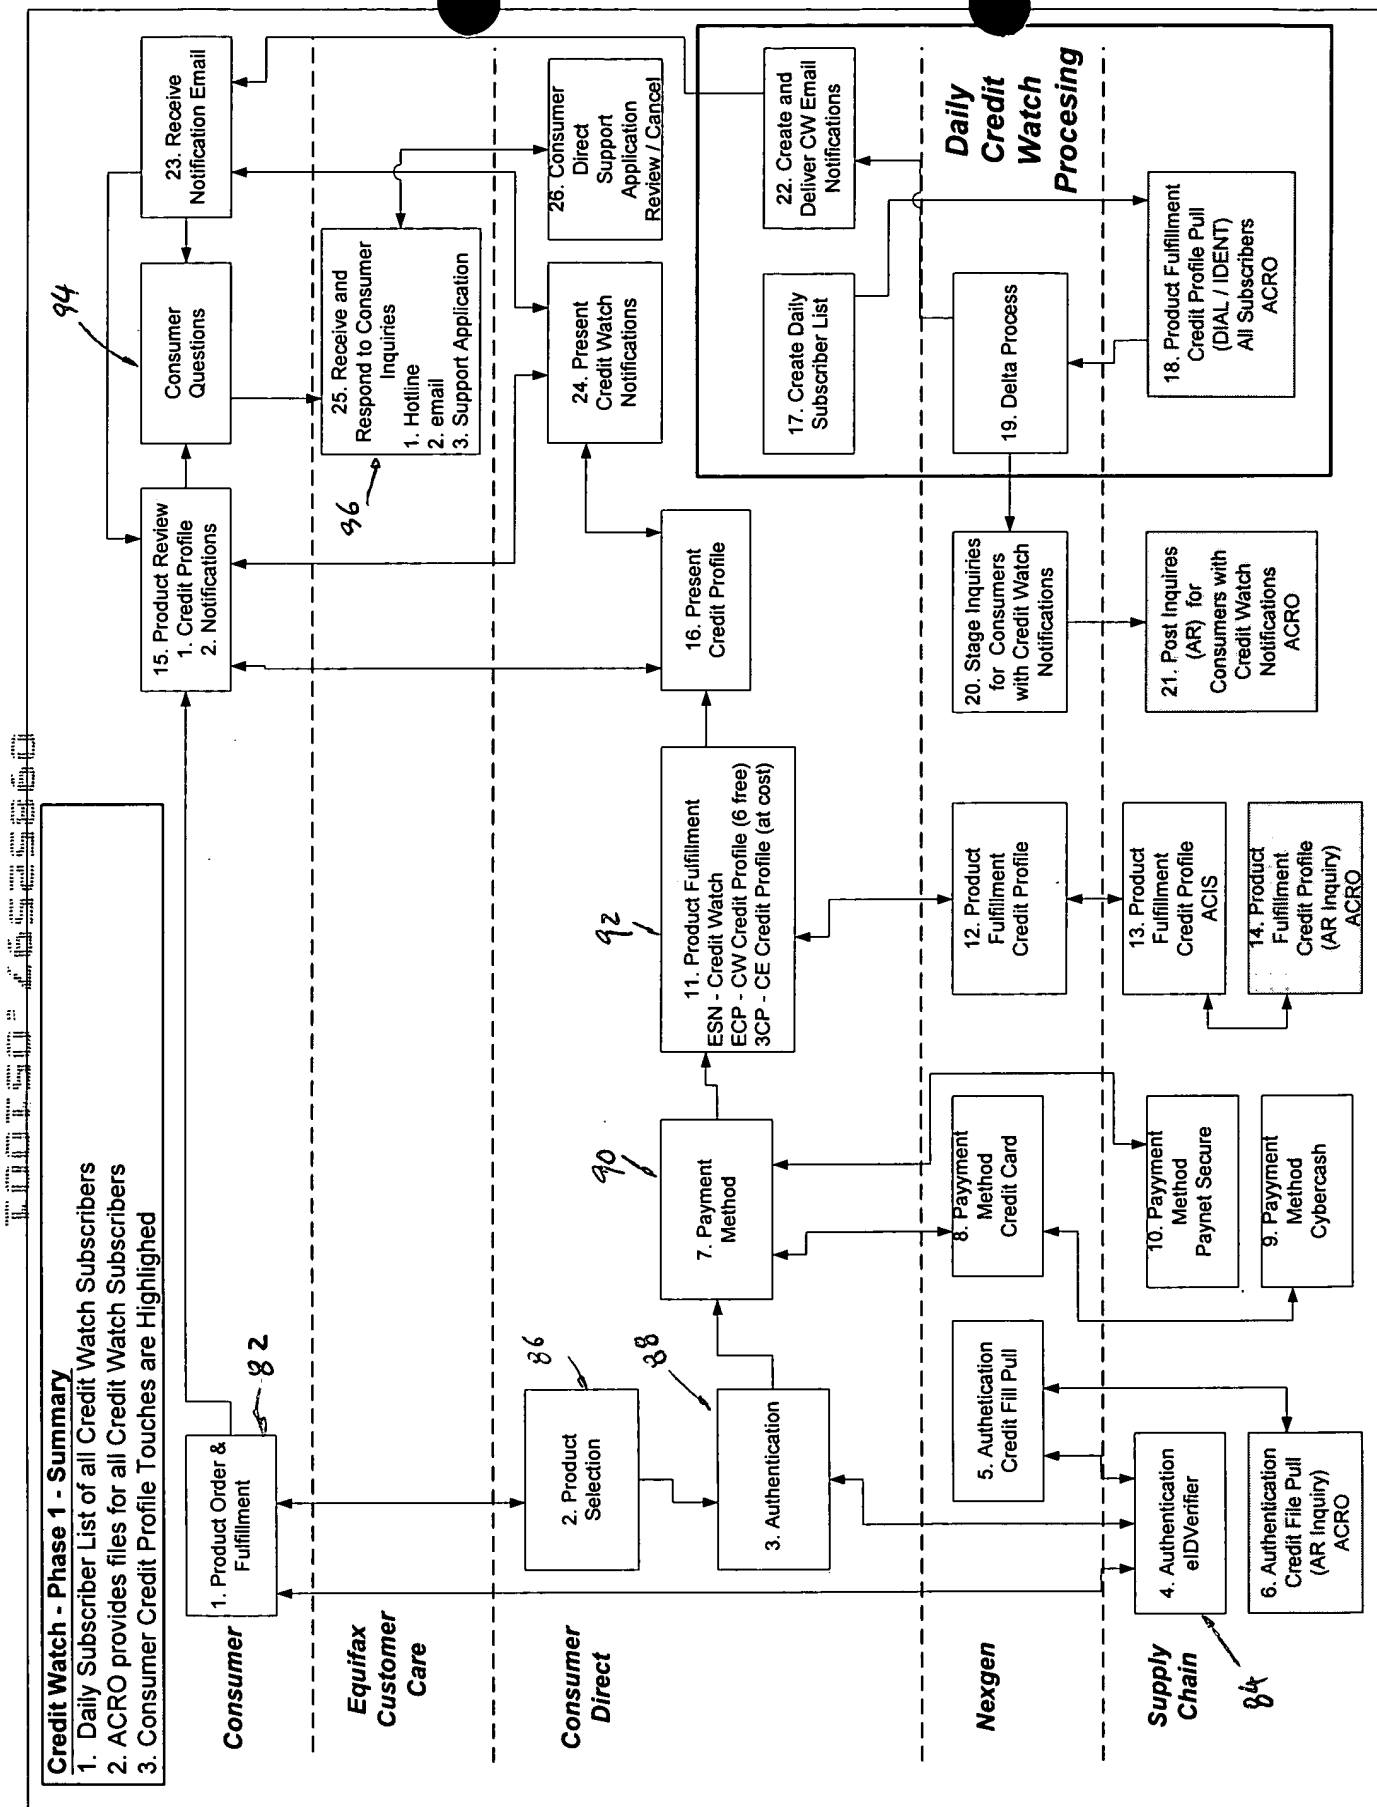 Credit Watch - Phase 1 - Summary
1. Daily Subscriber List of all Credit Watch Subscribers
2. ACRO provides files for all Credit Watch Subscribers
3. Consumer Credit Profile Touches are Highlighed
Consumer
1. Product Order &
Fulfillment
82
15. Product Review
1. Credit Profile
2. Notifications
Consumer
Questions
94
23. Receive
Notification Email
Equifax
Customer
Care
25. Receive and
Respond to Consumer
Inquiries
1. Hotline
2. email
3. Support Application
96
Consumer
Direct
2. Product
Selection
86
3. Authentication
88
7. Payment
Method
90
11. Product Fulfillment
ESN - Credit Watch
ECP - CW Credit Profile (6 free)
3CP - CE Credit Profile (at cost)
92
16. Present
Credit Profile
24. Present
Credit Watch
Notifications
26. Consumer
Direct
Support
Application
Review / Cancel
17. Create Daily
Subscriber List
22. Create and
Deliver CW Email
Notifications
Nexgen
5. Authetication
Credit Fill Pull
8. Payyment
Method
Credit Card
12. Product
Fulfillment
Credit Profile
20. Stage Inquiries
for Consumers
with Credit Watch
Notifications
19. Delta Process
Daily
Credit
Watch
Procesing
Supply
Chain
84
4. Authentication
eIDVerifier
6. Authentication
Credit File Pull
(AR Inquiry)
ACRO
10. Payyment
Method
Paynet Secure
9. Payyment
Method
Cybercash
13. Product
Fulfillment
Credit Profile
ACIS
14. Product
Fulfillment
Credit Profile
(AR Inquiry)
ACRO
21. Post Inquires
(AR) for
Consumers with
Credit Watch
Notifications
ACRO
18. Product Fulfillment
Credit Profile Pull
(DIAL / IDENT)
All Subscribers
ACRO